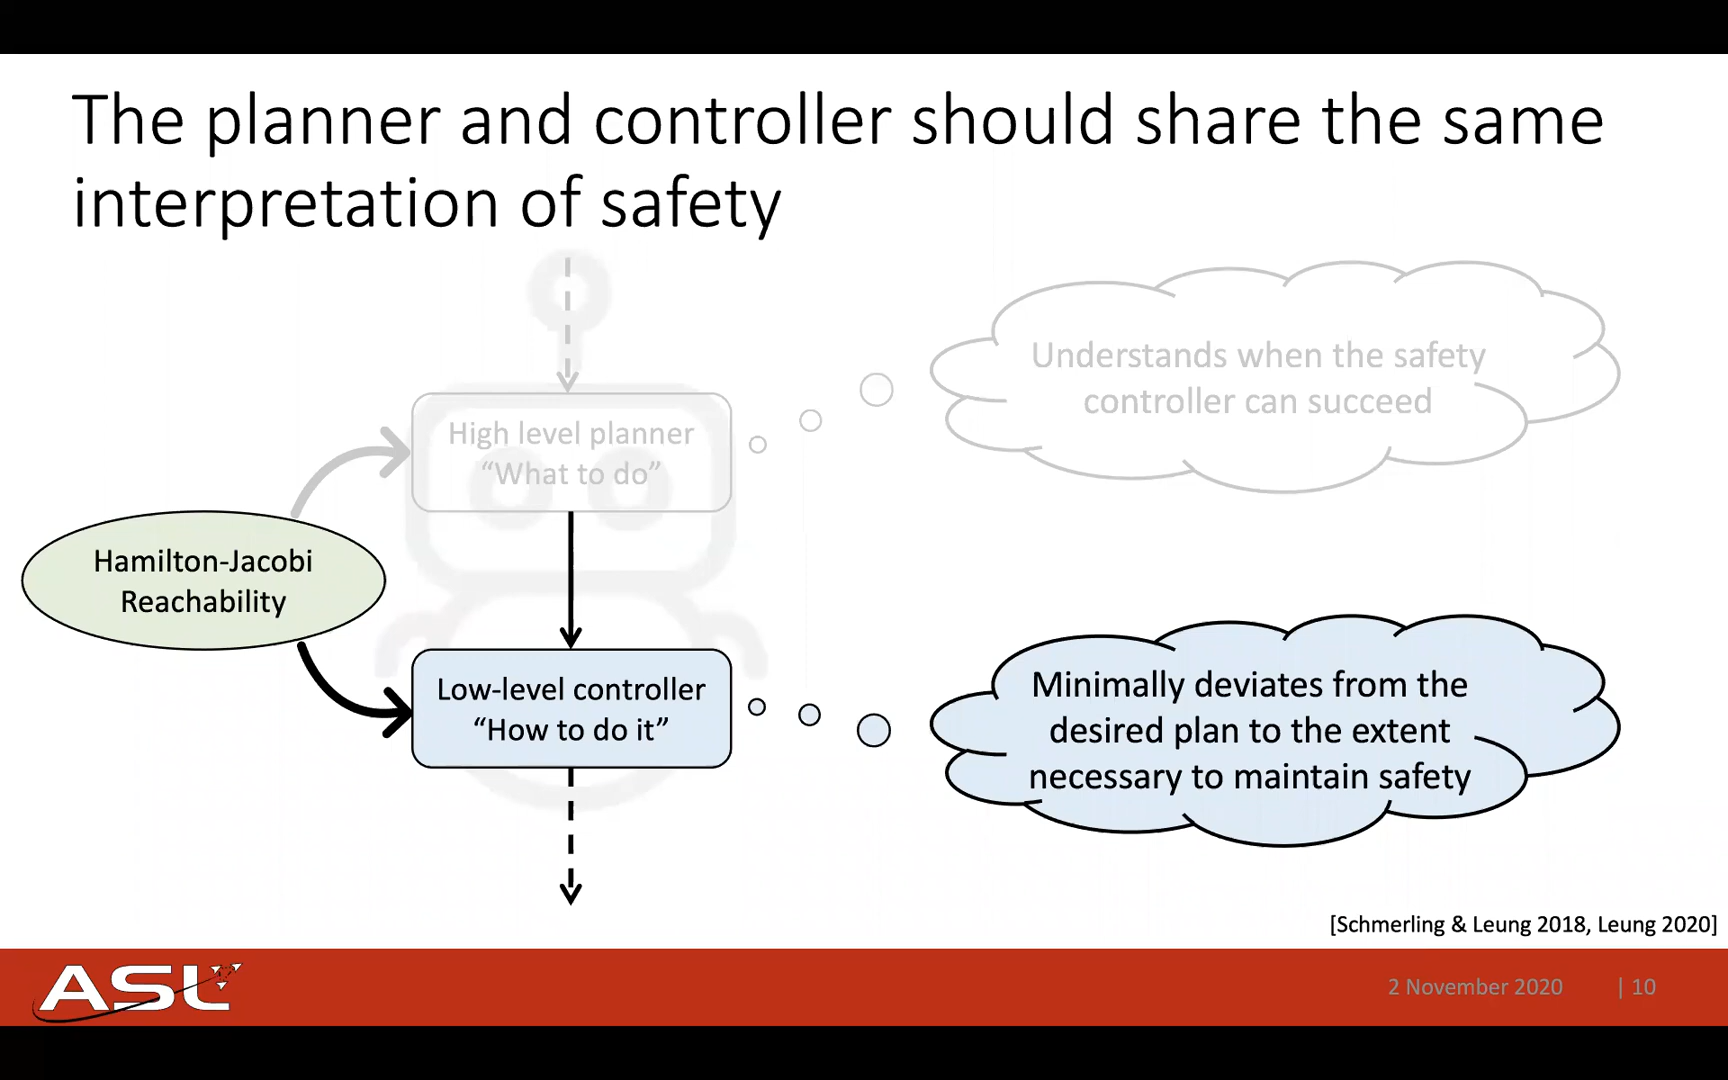 The planner and controller should share the same
interpretation of safety
Understands when the safety
controller can succeed
High level planner
“What to do”
Hamilton-Jacobi
Reachability
Low-level controller
“How to do it”
Minimally deviates from the
desired plan to the extent
necessary to maintain safety
[Schmerling & Leung 2018, Leung 2020]
ASL
2 November 2020 | 10